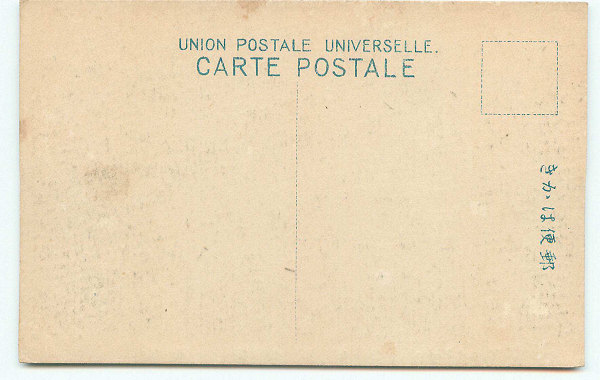 UNION POSTALE UNIVERSELLE.
CARTE POSTALE
郵便はかき